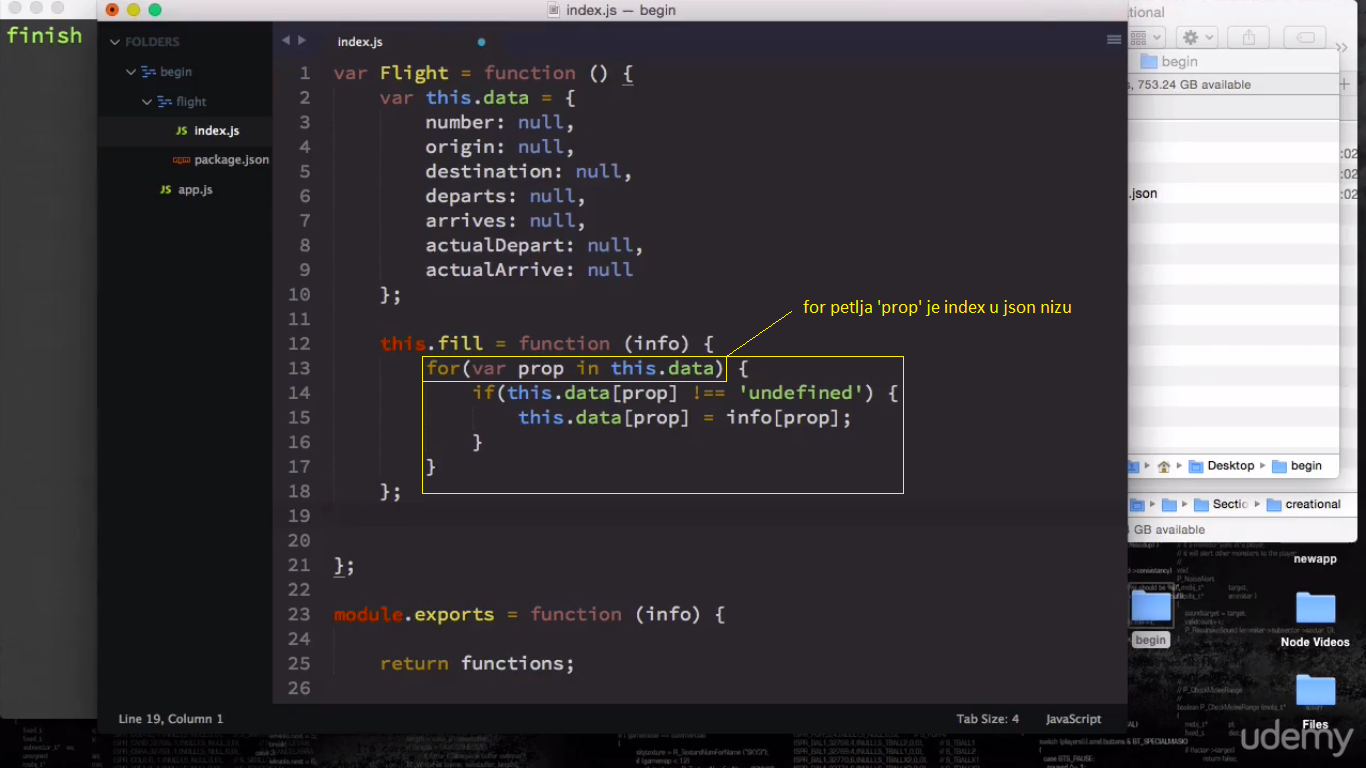 index.js — begin
finish
FOLDERS
begin
flight
index.js
package.json
app.js
index.js
1 var Flight = function () {
2 var this.data = {
3 number: null,
4 origin: null,
5 destination: null,
6 departs: null,
7 arrives: null,
8 actualDepart: null,
9 actualArrive: null
10 };
11
12 this.fill = function (info) {
13 for(var prop in this.data) {
14 if(this.data[prop] !== 'undefined') {
15 this.data[prop] = info[prop];
16 }
17 }
18 };
19
20
21 };
22
23 module.exports = function (info) {
24
25 return functions;
26
for petlja 'prop' je index u json nizu
Line 19, Column 1
Tab Size: 4
JavaScript
begin
753.24 GB available
.json
Desktop
begin
creational
GB available
newapp
begin
Node Videos
Files
udemy